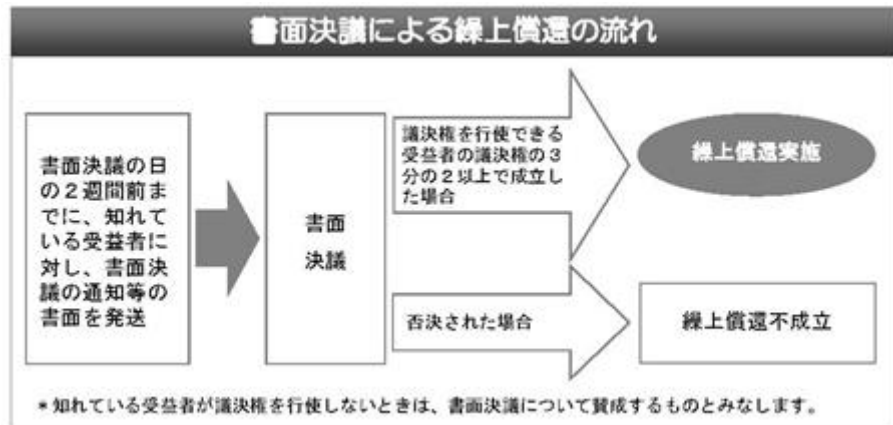 書面決議による繰上償還の流れ
書面決議の日
の２週間前ま
でに、知れて
いる受益者に
対し、書面決
議の通知等の
書面を発送
書面
決議
議決権を行使できる
受益者の議決権の３
分の２以上で成立し
た場合
繰上償還実施
否決された場合
繰上償還不成立
＊知れている受益者が議決権を行使しないときは、書面決議について賛成するものとみなします。